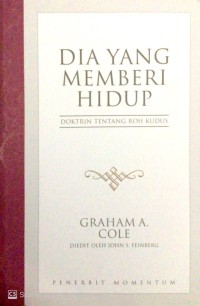 DIA YANG
MEMBERI
HIDUP
DOKTRIN TENTANG ROH KUDUS
GRAHAM A.
COLE
DIEDIT OLEH JOHN S. FEINBERG
PENERBIT MOMENTUM